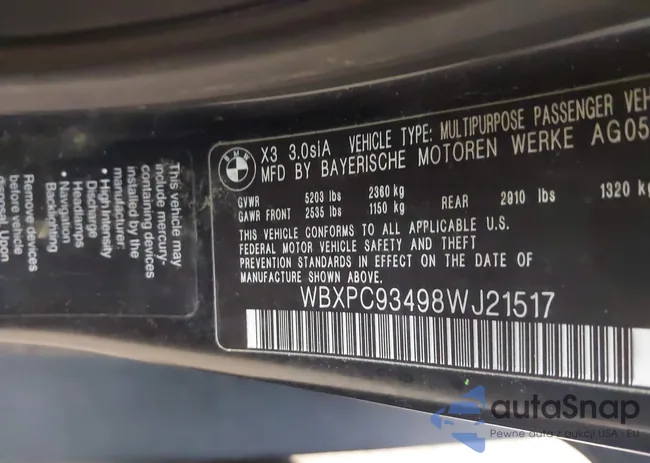 This vehicle may
include mercury-
containing devices
installed by the
manufacturer:
• High Intensity
Discharge
Headlamps
• Navigation
Backlighting
Remove devices
before vehicle
disposal. Upon
BMW
X3 3.0siA VEHICLE TYPE: MULTIPURPOSE PASSENGER VEH
MFD BY BAYERISCHE MOTOREN WERKE AG05
GVWR 5203 lbs 2360 kg
GAWR FRONT 2535 lbs 1150 kg REAR 2910 lbs 1320 kg
THIS VEHICLE CONFORMS TO ALL APPLICABLE U.S.
FEDERAL MOTOR VEHICLE SAFETY AND THEFT
PREVENTION STANDARDS IN EFFECT ON THE DATE
OF MANUFACTURE SHOWN ABOVE.
WBXPC93498WJ21517
autaSnap
Pewne auta z aukcji USA - EU